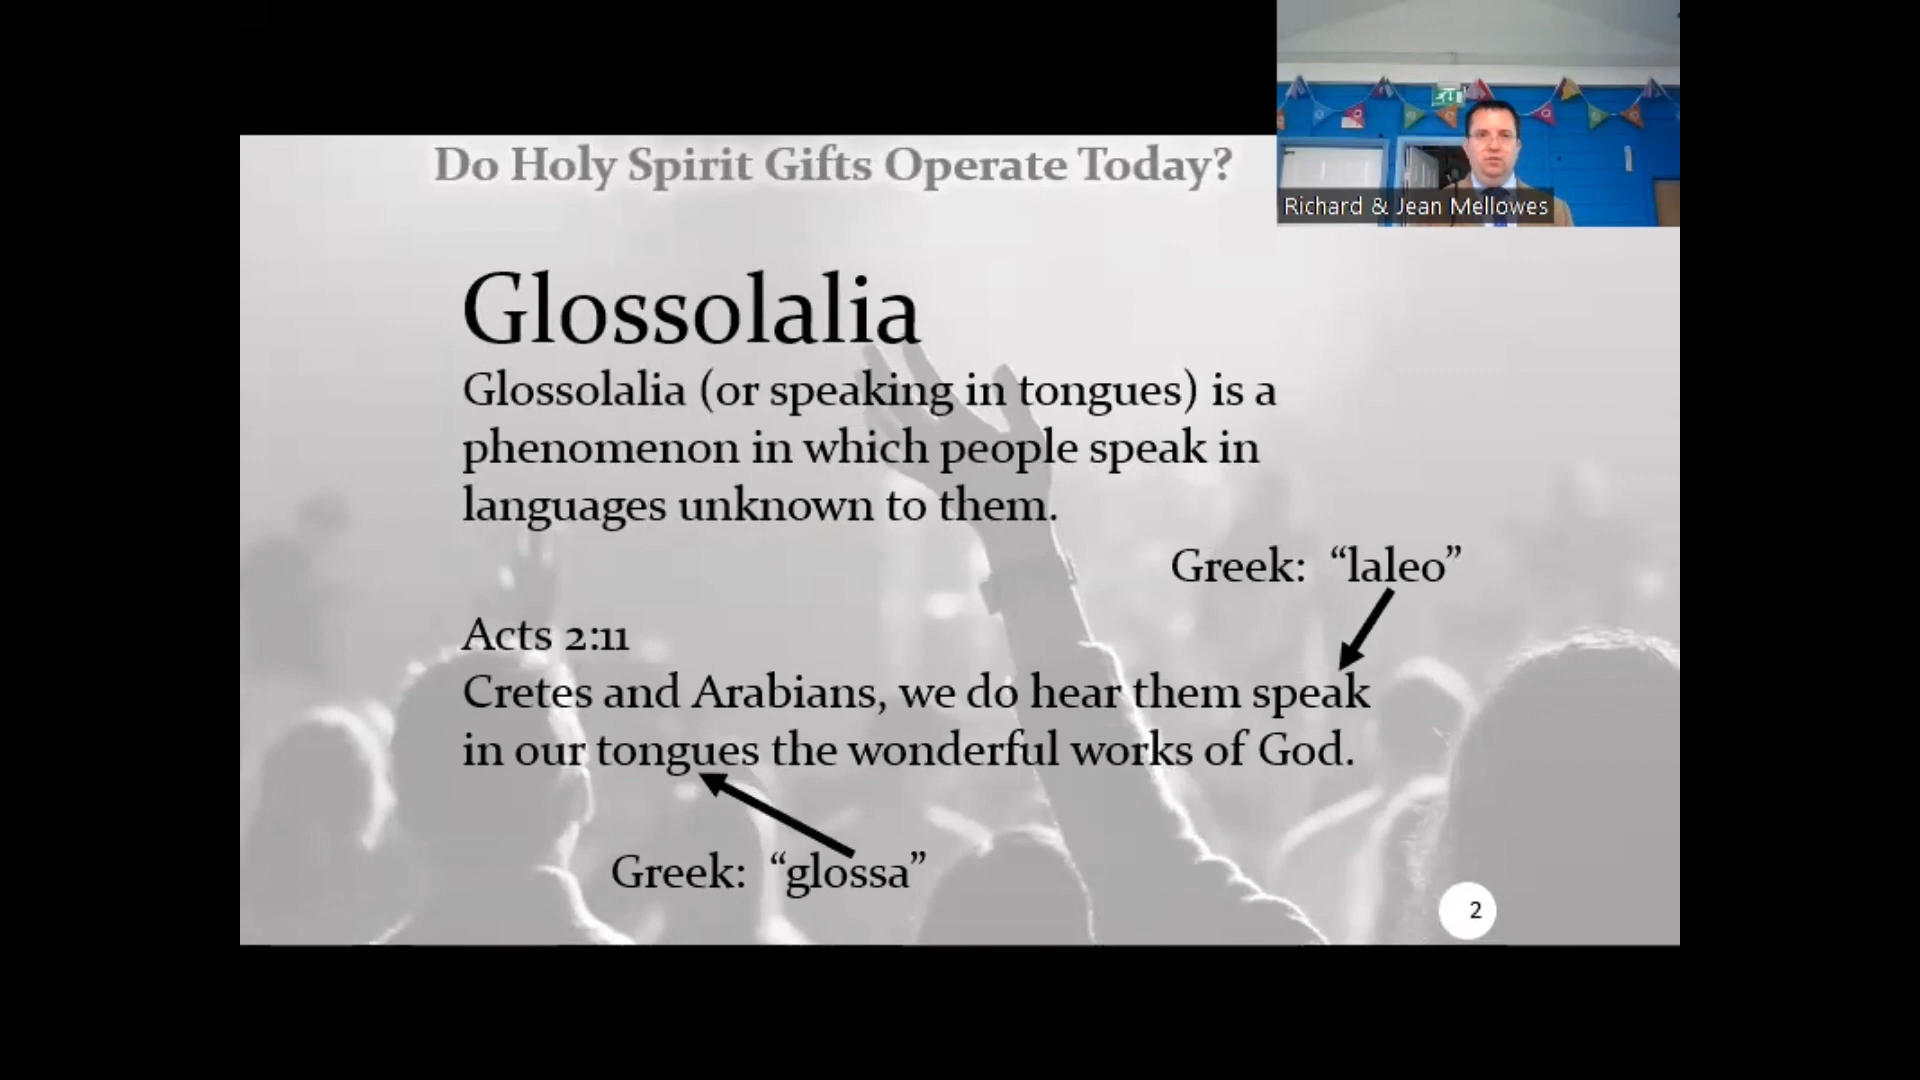 Do Holy Spirit Gifts Operate Today?
Richard & Jean Mellowes
Glossolalia
Glossolalia (or speaking in tongues) is a
phenomenon in which people speak in
languages unknown to them.
Greek: “laleo”
Acts 2:11
Cretes and Arabians, we do hear them speak
in our tongues the wonderful works of God.
Greek: “glossa”
2